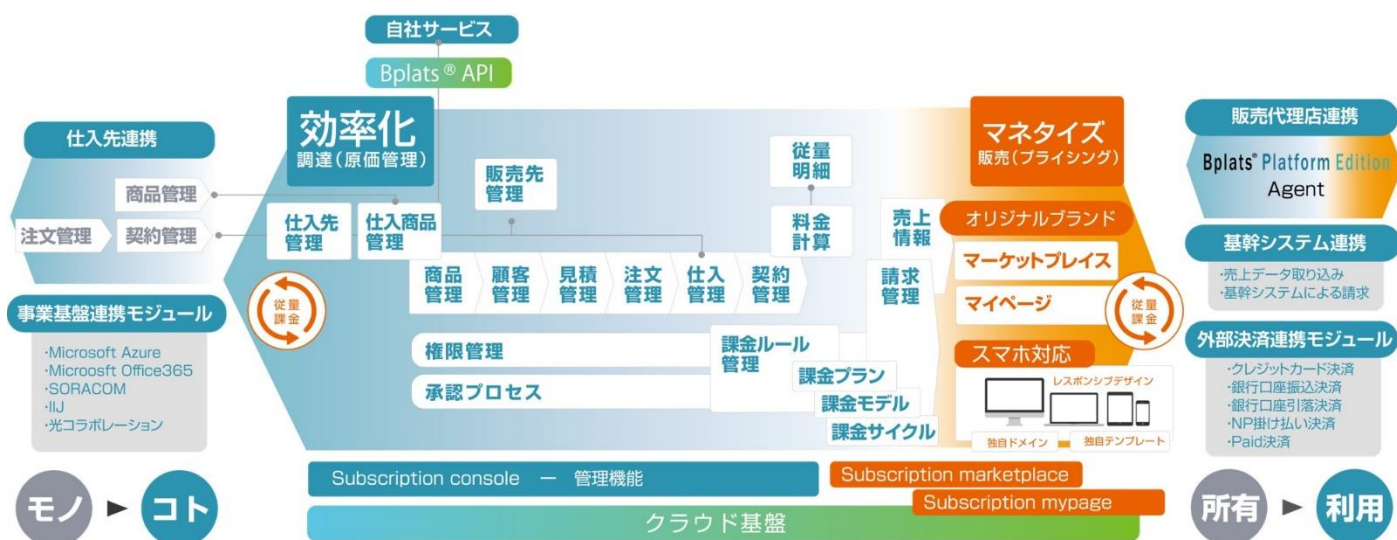 自社サービス
Bplats® API
仕入先連携
商品管理
注文管理
契約管理
事業基盤連携モジュール
・Microsoft Azure
・Microosft Office365
・SORACOM
・IIJ
・光コラボレーション
モノ
コト
効率化
調達(原価管理)
従量
課金
仕入先
管理
仕入商品
管理
販売先
管理
商品
管理
顧客
管理
見積
管理
注文
管理
仕入
管理
契約
管理
従量
明細
料金
計算
売上
情報
請求
管理
権限管理
承認プロセス
課金ルール
管理
課金プラン
課金モデル
課金サイクル
マネタイズ
販売(プライシング)
オリジナルブランド
マーケットプレイス
マイページ
スマホ対応
レスポンシブデザイン
独自ドメイン
独自テンプレート
従量
課金
Subscription console ー 管理機能
Subscription marketplace
Subscription mypage
クラウド基盤
販売代理店連携
Bplats® Platform Edition
Agent
基幹システム連携
・売上データ取り込み
・基幹システムによる請求
外部決済連携モジュール
・クレジットカード決済
・銀行口座振込決済
・銀行口座引落決済
・NP掛け払い決済
・Paid決済
所有
利用